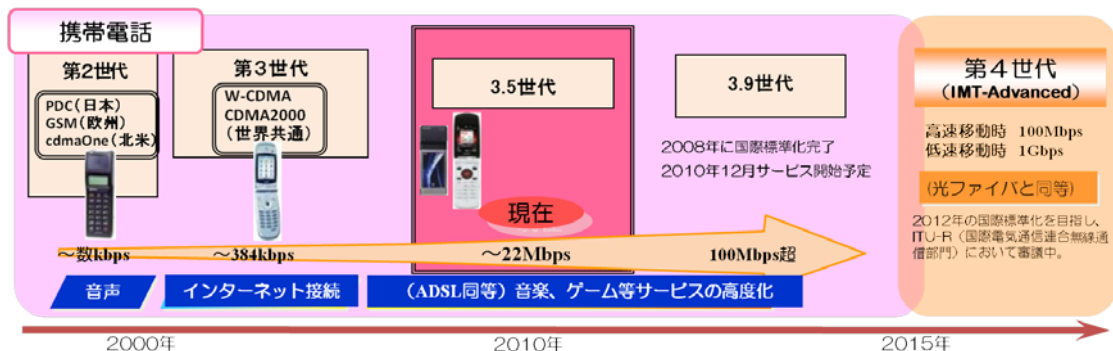 携帯電話
第2世代
PDC(日本)
GSM(欧州)
cdmaOne(北米)
第3世代
W-CDMA
CDMA2000
(世界共通)
3.5世代
現在
3.9世代
2008年に国際標準化完了
2010年12月サービス開始予定
第4世代
(IMT-Advanced)
高速移動時 100Mbps
低速移動時 1Gbps
(光ファイバと同等)
2012年の国際標準化を目指し、
ITU-R(国際電気通信連合無線通
信部門)において審議中。
～数kbps
～384kbps
～22Mbps
100Mbps超
音声
インターネット接続
(ADSL同等)音楽、ゲーム等サービスの高度化
2000年
2010年
2015年